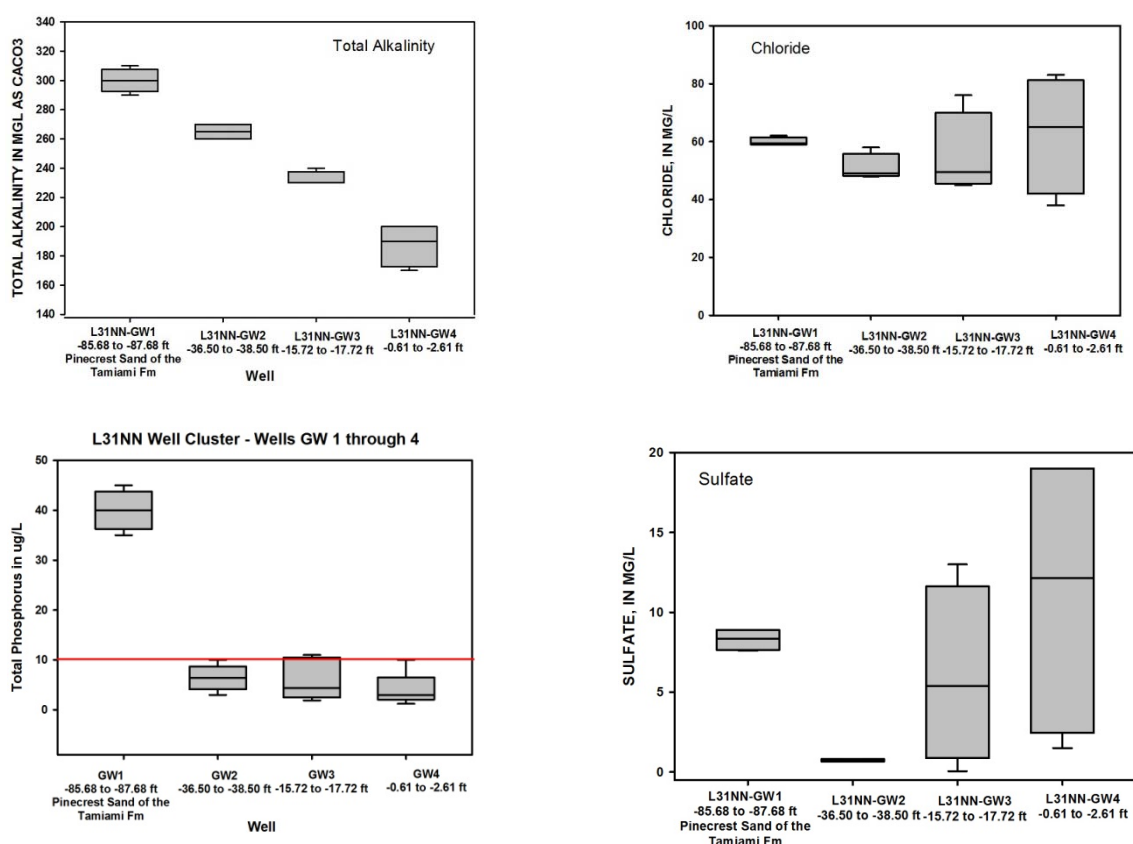 Total Alkalinity
TOTAL ALKALINITY IN MGL AS CACO3
340
320
300
280
260
240
220
200
180
160
140
L31NN-GW1 L31NN-GW2 L31NN-GW3 L31NN-GW4
-85.68 to -87.68 ft -36.50 to -38.50 ft -15.72 to -17.72 ft -0.61 to -2.61 ft
Pinecrest Sand of the
Tamiami Fm
Well
Chloride
CHLORIDE, IN MG/L
100
80
60
40
20
0
L31NN-GW1 L31NN-GW2 L31NN-GW3 L31NN-GW4
-85.68 to -87.68 ft -36.50 to -38.50 ft -15.72 to -17.72 ft -0.61 to -2.61 ft
Pinecrest Sand of the
Tamiami Fm
L31NN Well Cluster - Wells GW 1 through 4
Total Phosphorus in ug/L
50
40
30
20
10
0
GW1 GW2 GW3 GW4
-85.68 to -87.68 ft -36.50 to -38.50 ft -15.72 to -17.72 ft -0.61 to -2.61 ft
Pinecrest Sand of the
Tamiami Fm
Well
Sulfate
SULFATE, IN MG/L
20
15
10
5
0
L31NN-GW1 L31NN-GW2 L31NN-GW3 L31NN-GW4
-85.68 to -87.68 ft -36.50 to -38.50 ft -15.72 to -17.72 ft -0.61 to -2.61 ft
Pinecrest Sand of the
Tamiami Fm